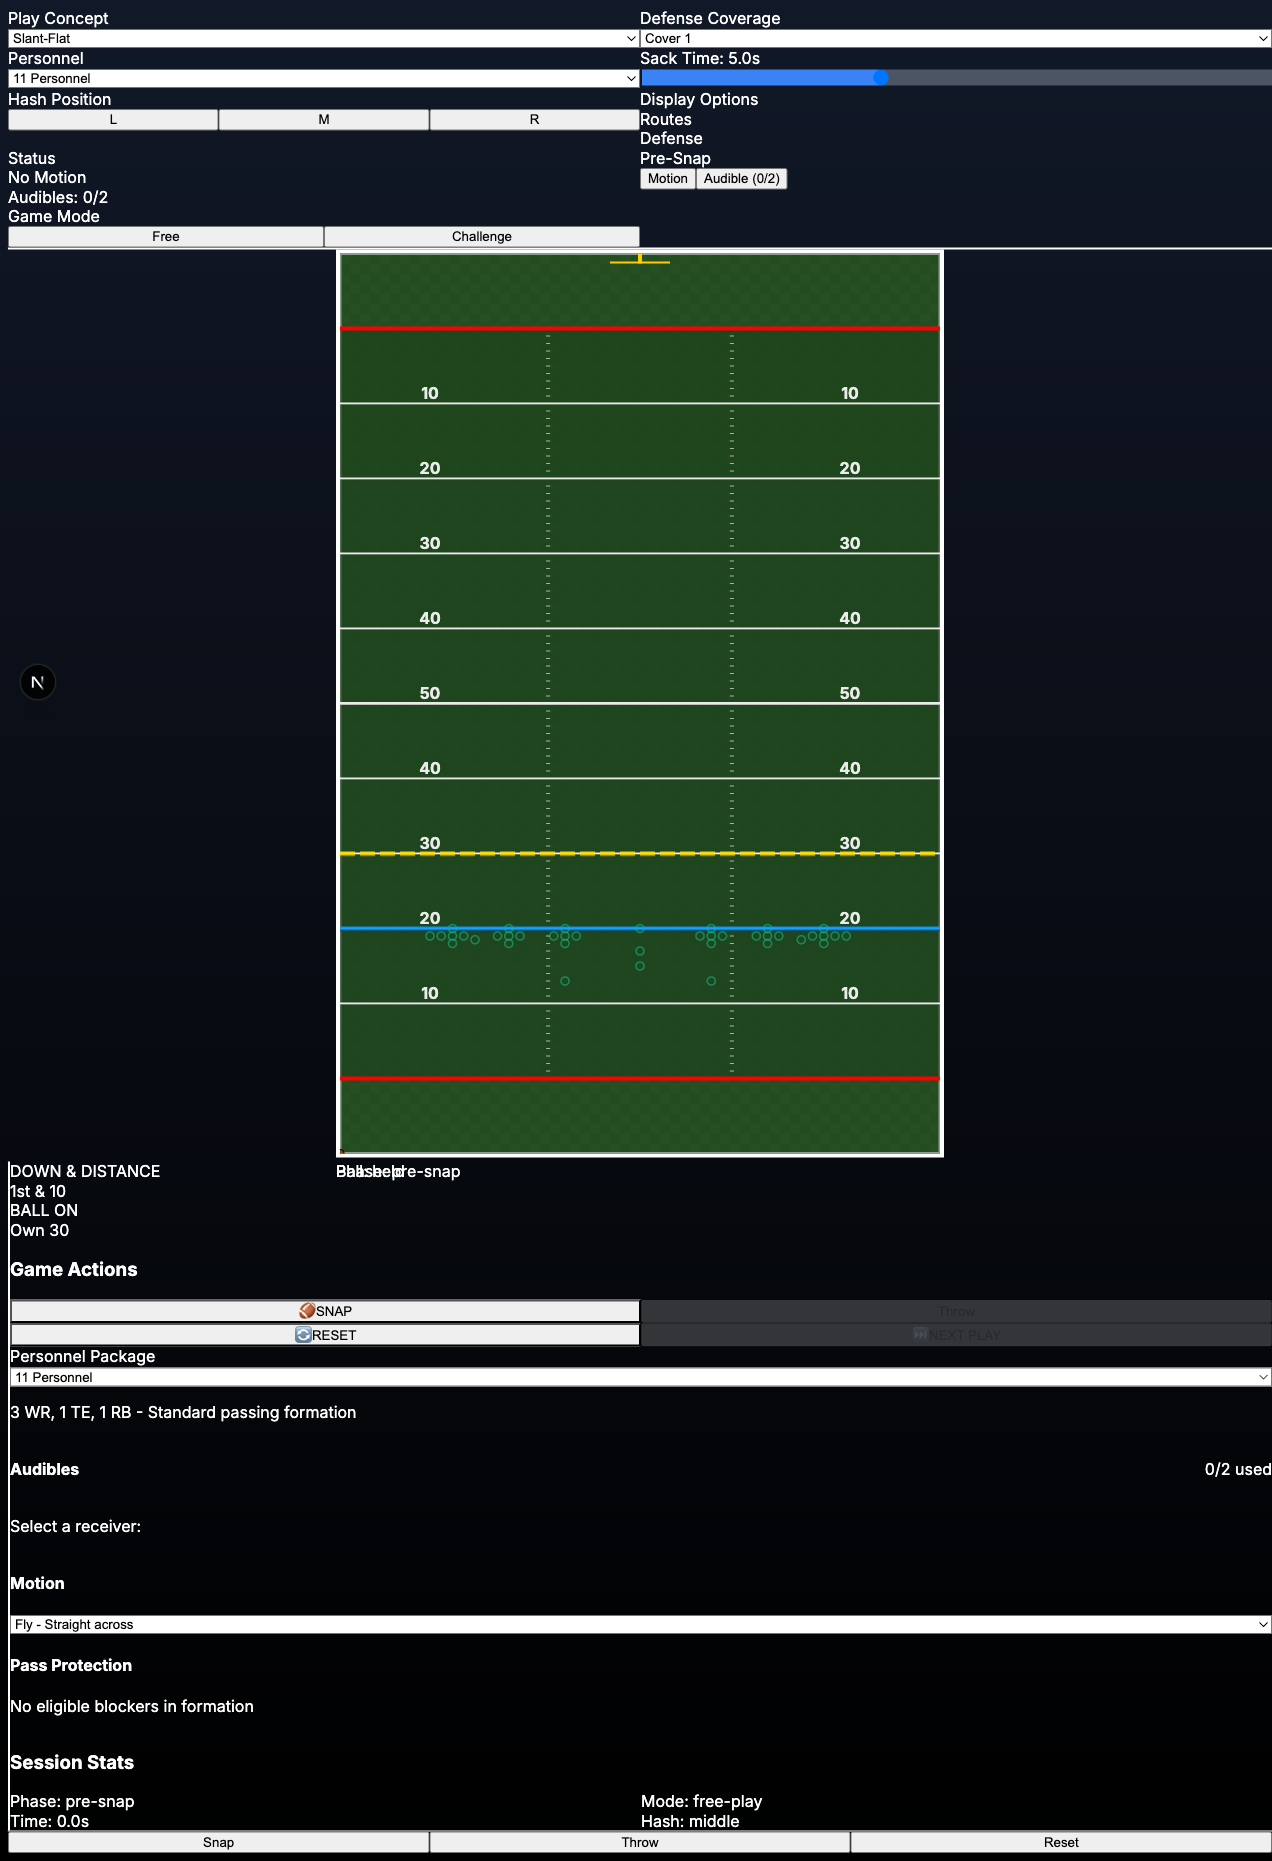 Play Concept
Slant-Flat
Personnel
11 Personnel
Hash Position
L M R
Status
No Motion
Audibles: 0/2
Game Mode
Free Challenge
Defense Coverage
Cover 1
Sack Time: 5.0s
Display Options
Routes
Defense
Pre-Snap
Motion Audible (0/2)
10 10
20 20
30 30
40 40
50 50
40 40
30 30
20 20
10 10
N
DOWN & DISTANCE
1st & 10
BALL ON
Own 30
Phase: pre-snap
Ball: held
Game Actions
🏈SNAP Throw
🔄RESET ⏭NEXT PLAY
Personnel Package
11 Personnel
3 WR, 1 TE, 1 RB - Standard passing formation
Audibles 0/2 used
Select a receiver:
Motion
Fly - Straight across
Pass Protection
No eligible blockers in formation
Session Stats
Phase: pre-snap Mode: free-play
Time: 0.0s Hash: middle
Snap Throw Reset